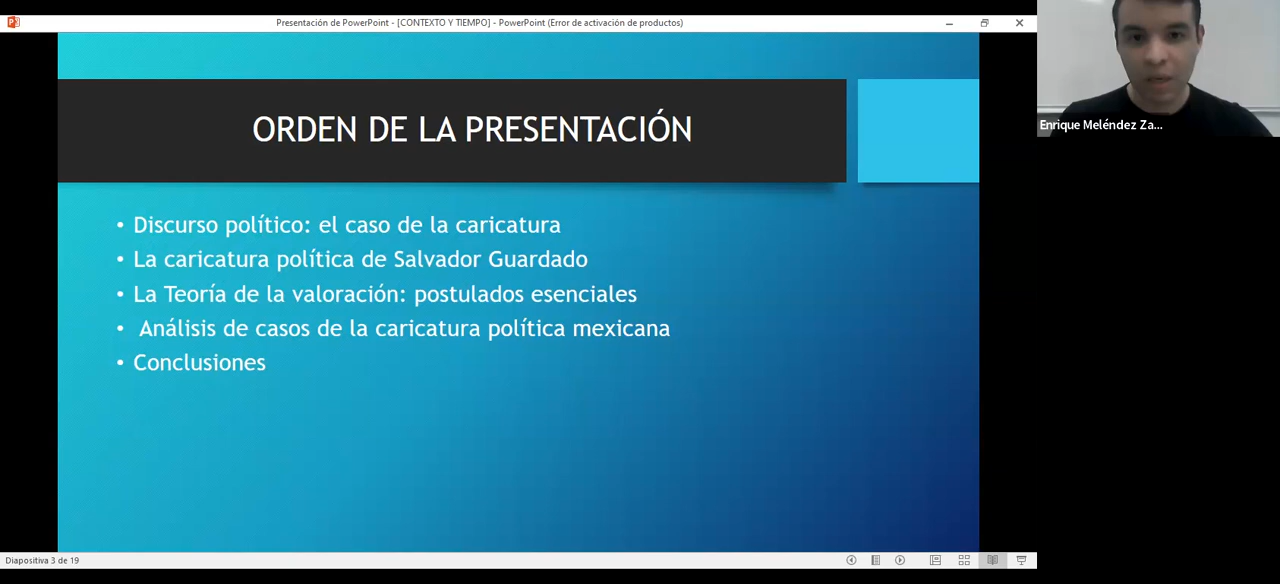 Presentación de PowerPoint - [CONTEXTO Y TIEMPO] - PowerPoint (Error de activación de productos)
Enrique Meléndez Za...
ORDEN DE LA PRESENTACIÓN
• Discurso político: el caso de la caricatura
• La caricatura política de Salvador Guardado
• La Teoría de la valoración: postulados esenciales
• Análisis de casos de la caricatura política mexicana
• Conclusiones
Diapositiva 3 de 19